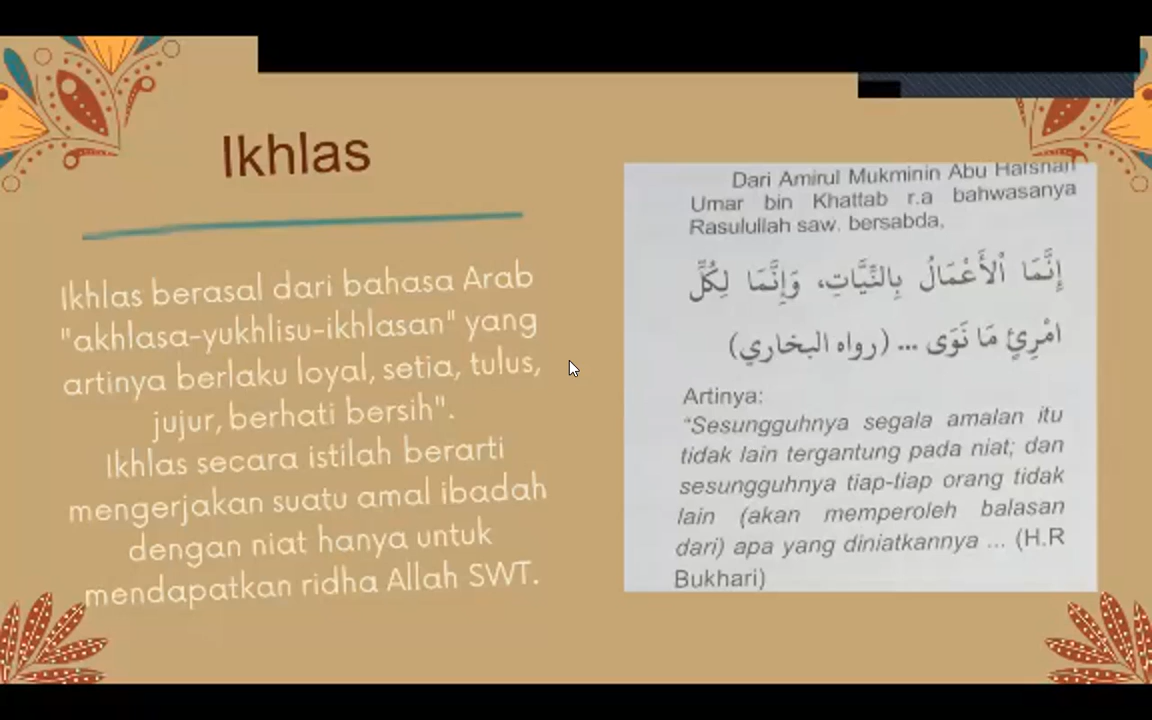 Ikhlas
Ikhlas berasal dari bahasa Arab
"akhlasa-yukhlisu-ikhlasan" yang
artinya berlaku loyal, setia, tulus,
jujur, berhati bersih".
Ikhlas secara istilah berarti
mengerjakan suatu amal ibadah
dengan niat hanya untuk
mendapatkan ridha Allah SWT.
Dari Amirul Mukminin Abu Hafshah
Umar bin Khattab r.a bahwasanya
Rasulullah saw. bersabda,
إِنَّمَا الْأَعْمَالُ بِالنِّيَّاتِ، وَإِنَّمَا لِكُلِّ
امْرِئٍ مَا نَوَى ... (رواه البخاري)
Artinya:
"Sesungguhnya segala amalan itu
tidak lain tergantung pada niat; dan
sesungguhnya tiap-tiap orang tidak
lain (akan memperoleh balasan
dari) apa yang diniatkannya ... (H.R
Bukhari)